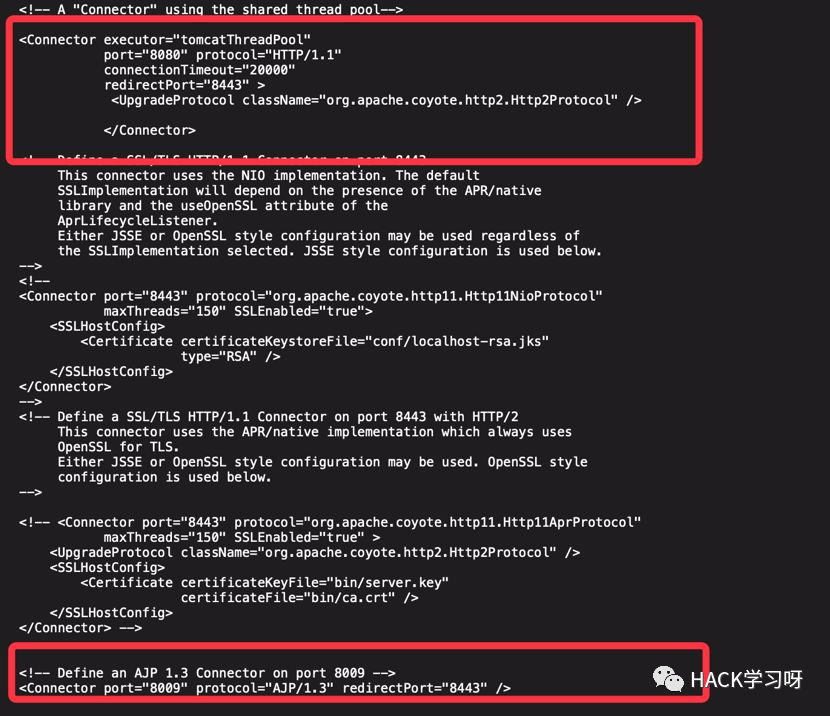 <!-- A "Connector" using the shared thread pool-->
<Connector executor="tomcatThreadPool"
port="8080" protocol="HTTP/1.1"
connectionTimeout="20000"
redirectPort="8443" >
<UpgradeProtocol className="org.apache.coyote.http2.Http2Protocol" />
</Connector>
<!-- Define a SSL/TLS HTTP/1.1 Connector on port 8443
This connector uses the NIO implementation. The default
SSLImplementation will depend on the presence of the APR/native
library and the useOpenSSL attribute of the
AprLifecycleListener.
Either JSSE or OpenSSL style configuration may be used regardless of
the SSLImplementation selected. JSSE style configuration is used below.
-->
<!--
<Connector port="8443" protocol="org.apache.coyote.http11.Http11NioProtocol"
maxThreads="150" SSLEnabled="true">
<SSLHostConfig>
<Certificate certificateKeystoreFile="conf/localhost-rsa.jks"
type="RSA" />
</SSLHostConfig>
</Connector>
-->
<!-- Define a SSL/TLS HTTP/1.1 Connector on port 8443 with HTTP/2
This connector uses the APR/native implementation which always uses
OpenSSL for TLS.
Either JSSE or OpenSSL style configuration may be used. OpenSSL style
configuration is used below.
-->
<!-- <Connector port="8443" protocol="org.apache.coyote.http11.Http11AprProtocol"
maxThreads="150" SSLEnabled="true" >
<UpgradeProtocol className="org.apache.coyote.http2.Http2Protocol" />
<SSLHostConfig>
<Certificate certificateKeyFile="bin/server.key"
certificateFile="bin/ca.crt" />
</SSLHostConfig>
</Connector> -->
<!-- Define an AJP 1.3 Connector on port 8009 -->
<Connector port="8009" protocol="AJP/1.3" redirectPort="8443" />
HACK学习呀